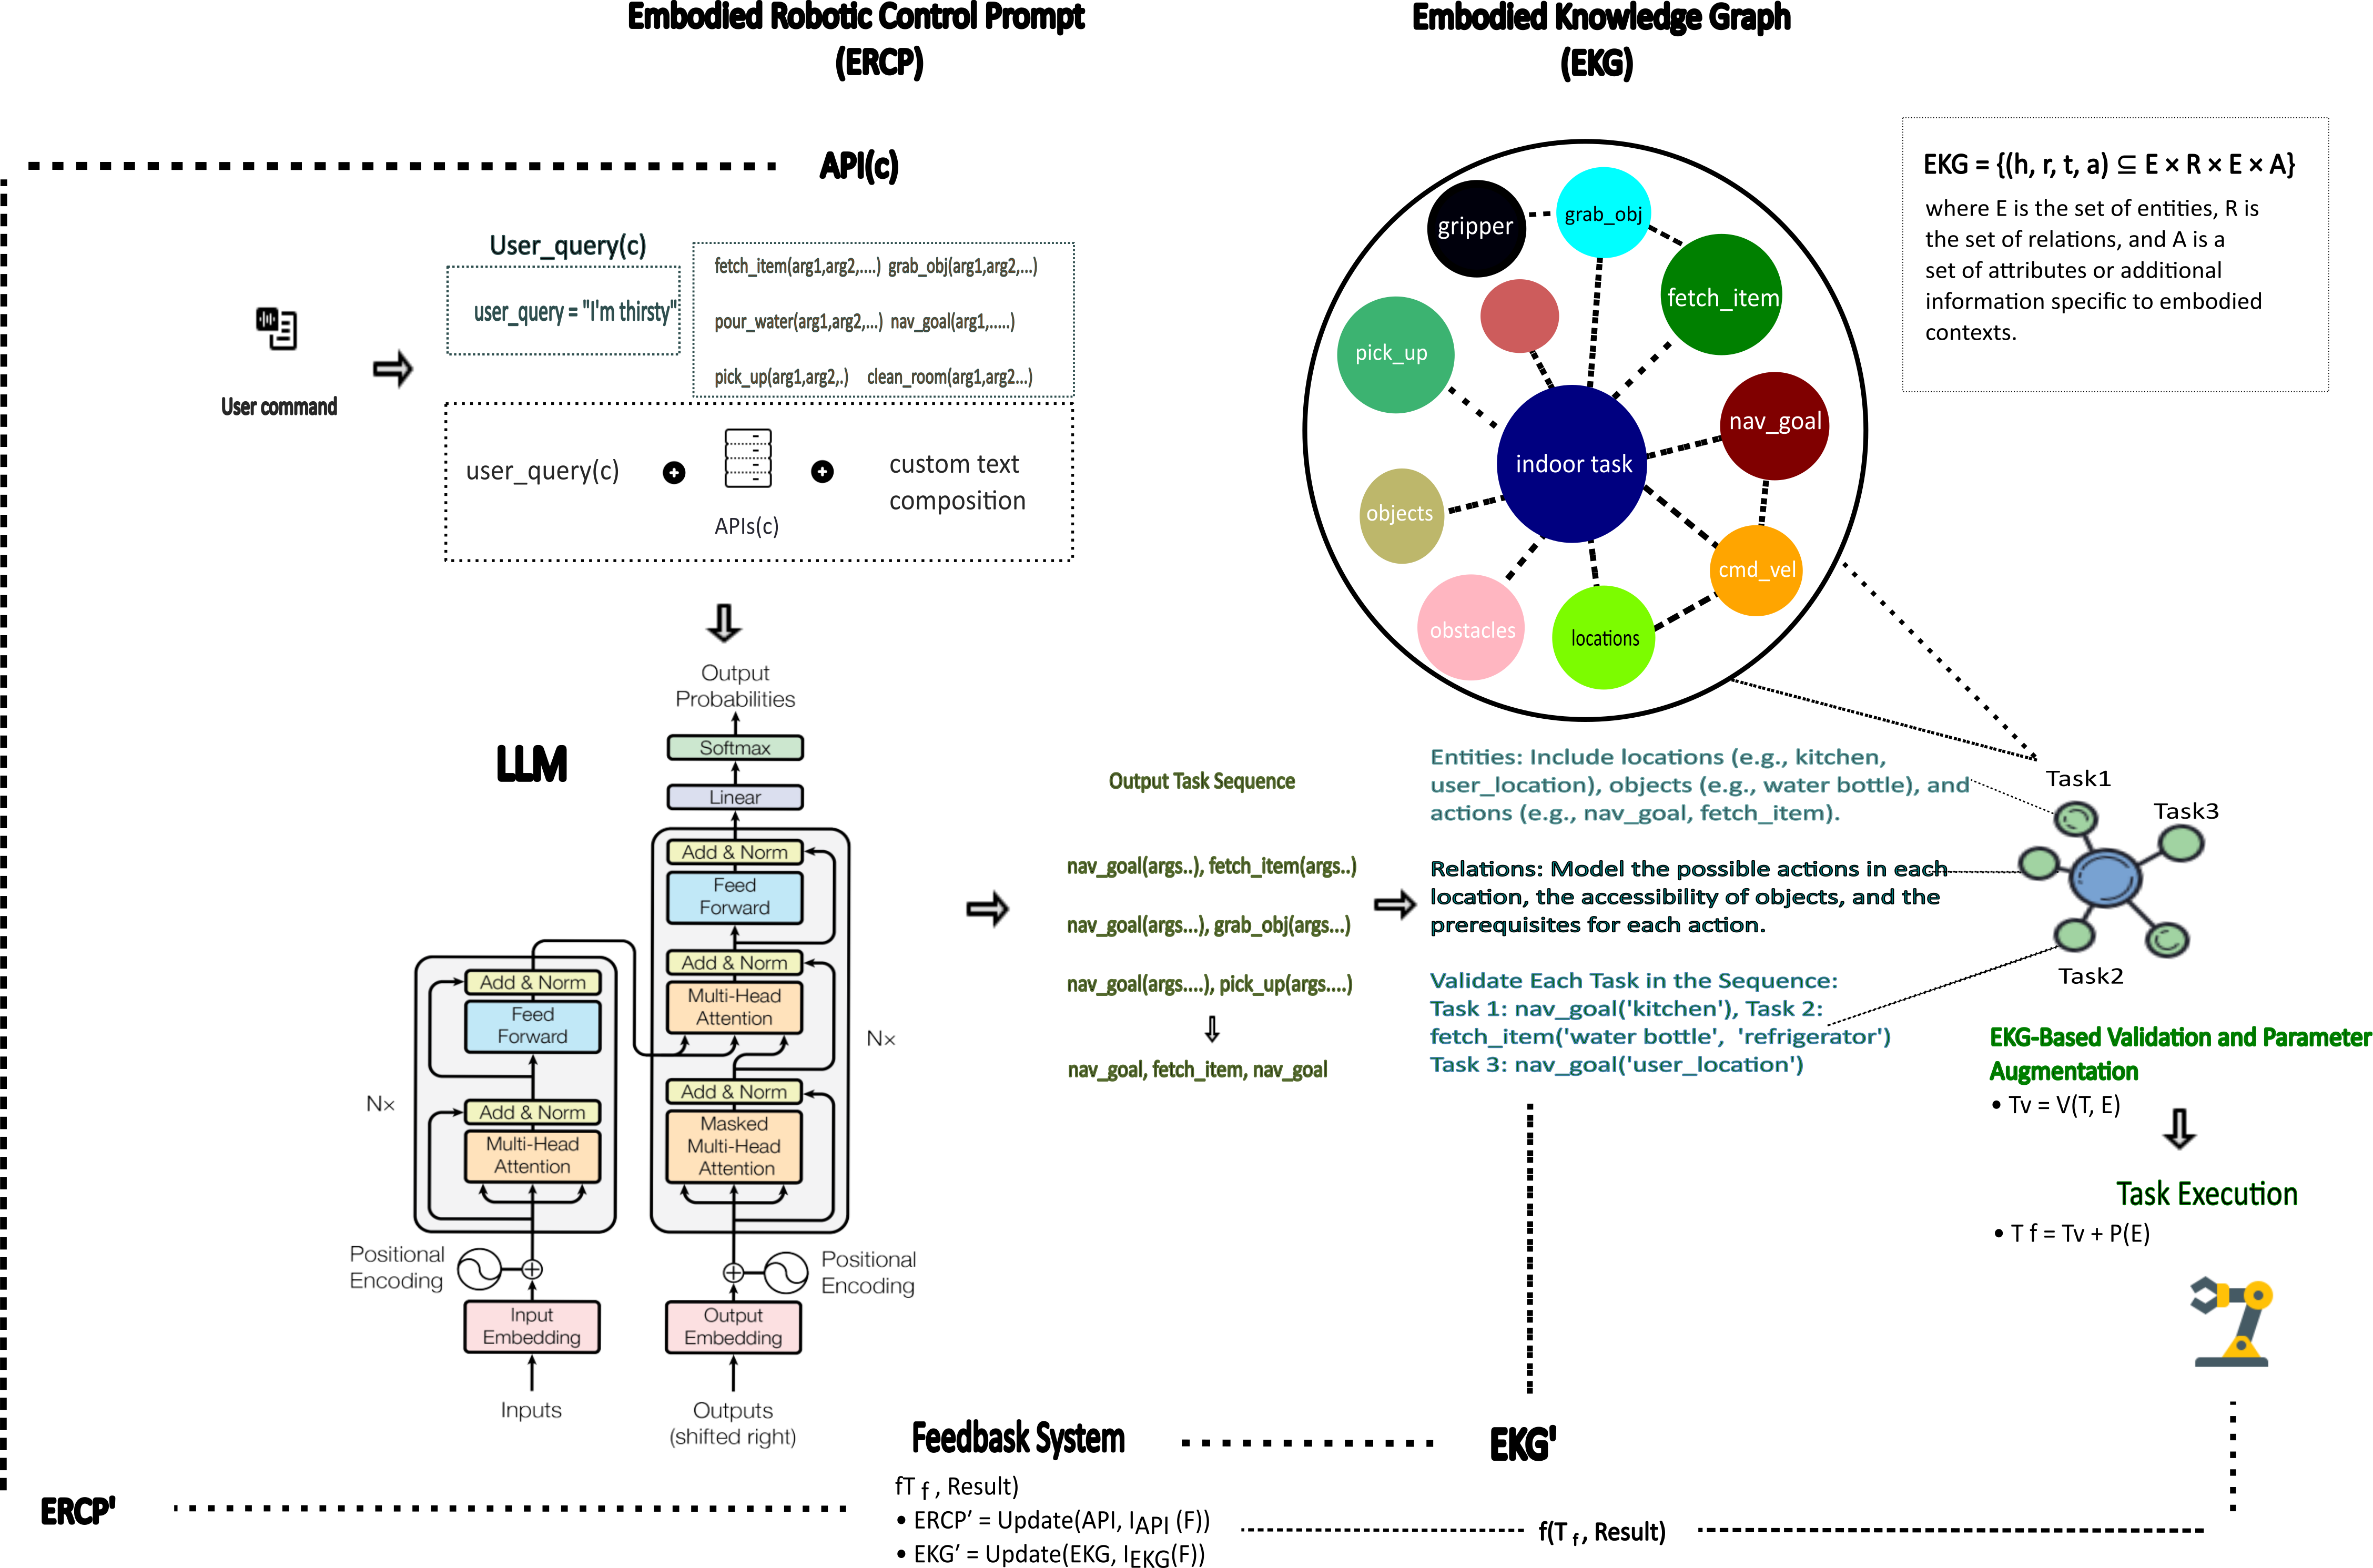 Embodied Robotic Control Prompt
(ERCP)
Embodied Knowledge Graph
(EKG)
API(c)
User_query(c)
user_query = "I'm thirsty"
fetch_item(arg1,arg2,....) grab_obj(arg1,arg2,...)
pour_water(arg1,arg2,...) nav_goal(arg1,.....)
pick_up(arg1,arg2,.) clean_room(arg1,arg2...)
User command
user_query(c)
APIs(c)
custom text
composition
LLM
Output
Probabilities
Softmax
Linear
Add & Norm
Feed
Forward
Add & Norm
Multi-Head
Attention
Add & Norm
Masked
Multi-Head
Attention
Nx
Add & Norm
Feed
Forward
Add & Norm
Multi-Head
Attention
Nx
Positional
Encoding
Positional
Encoding
Input
Embedding
Output
Embedding
Inputs
Outputs
(shifted right)
Output Task Sequence
nav_goal(args..), fetch_item(args..)
nav_goal(args...), grab_obj(args...)
nav_goal(args....), pick_up(args....)
nav_goal, fetch_item, nav_goal
gripper
grab_obj
fetch_item
pick_up
nav_goal
indoor task
objects
cmd_vel
obstacles
locations
EKG = {(h, r, t, a) ⊆ E × R × E × A}
where E is the set of entities, R is
the set of relations, and A is a
set of attributes or additional
information specific to embodied
contexts.
Entities: Include locations (e.g., kitchen,
user_location), objects (e.g., water bottle), and
actions (e.g., nav_goal, fetch_item).
Relations: Model the possible actions in each
location, the accessibility of objects, and the
prerequisites for each action.
Validate Each Task in the Sequence:
Task 1: nav_goal('kitchen'), Task 2:
fetch_item('water bottle', 'refrigerator')
Task 3: nav_goal('user_location')
Task1
Task3
Task2
EKG-Based Validation and Parameter
Augmentation
• Tv = V(T, E)
Task Execution
• T f = Tv + P(E)
Feedbask System
EKG'
fT f , Result)
• ERCP’ = Update(API, IAPI (F))
• EKG’ = Update(EKG, IEKG(F))
f(T f , Result)
ERCP'